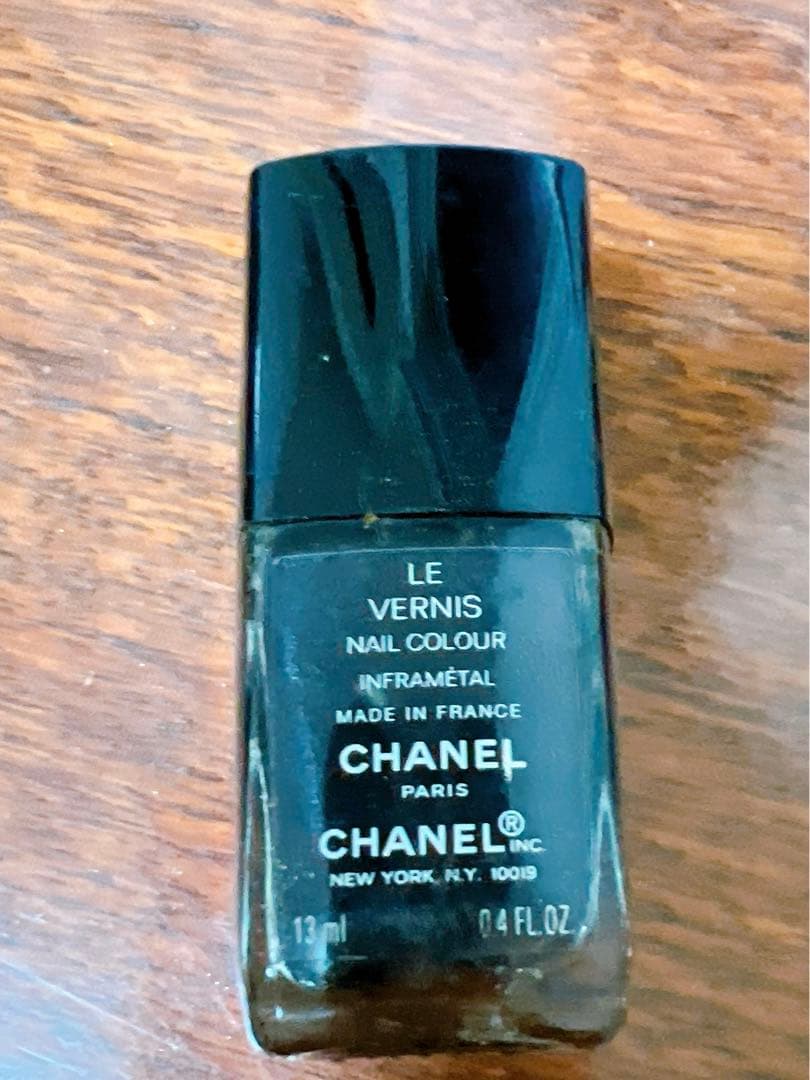 LE
VERNIS
NAIL COLOUR
INFRAMÉTAL
MADE IN FRANCE
CHANEL
PARIS
CHANEL® INC.
NEW YORK N.Y. 10019
13 ml 0.4 FL.OZ.